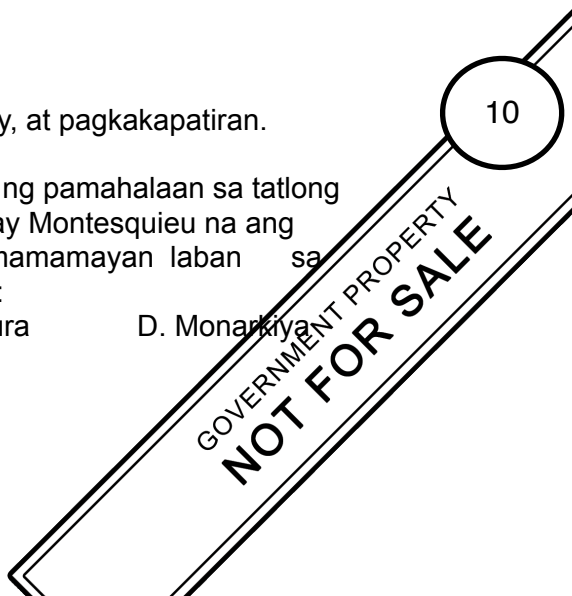 y, at pagkakapatiran.
10
ng pamahalaan sa tatlong
ay Montesquieu na ang
mamamayan laban sa
:
ura D. Monarkiya
GOVERNMENT PROPERTY
NOT FOR SALE